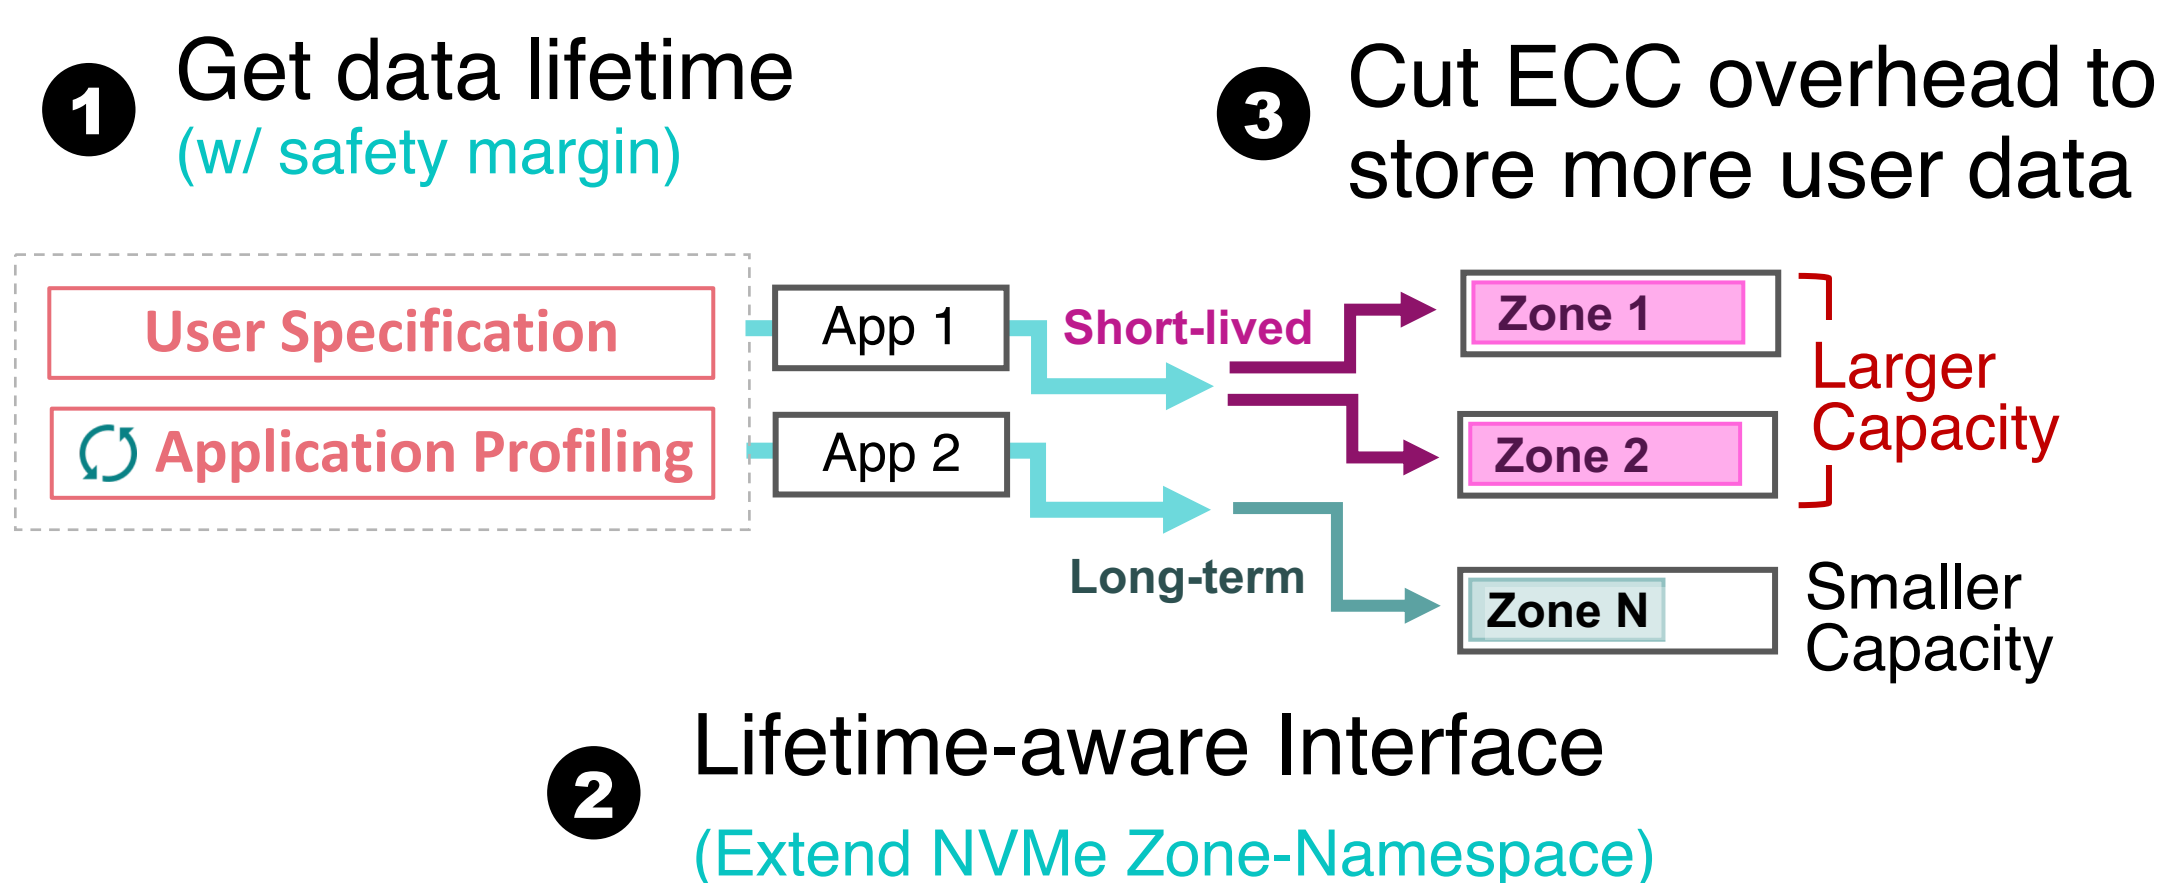 1
Get data lifetime
(w/ safety margin)
3
Cut ECC overhead to
store more user data
User Specification
Application Profiling
App 1
App 2
Short-lived
Long-term
Zone 1
Zone 2
Zone N
Larger
Capacity
Smaller
Capacity
2
Lifetime-aware Interface
(Extend NVMe Zone-Namespace)